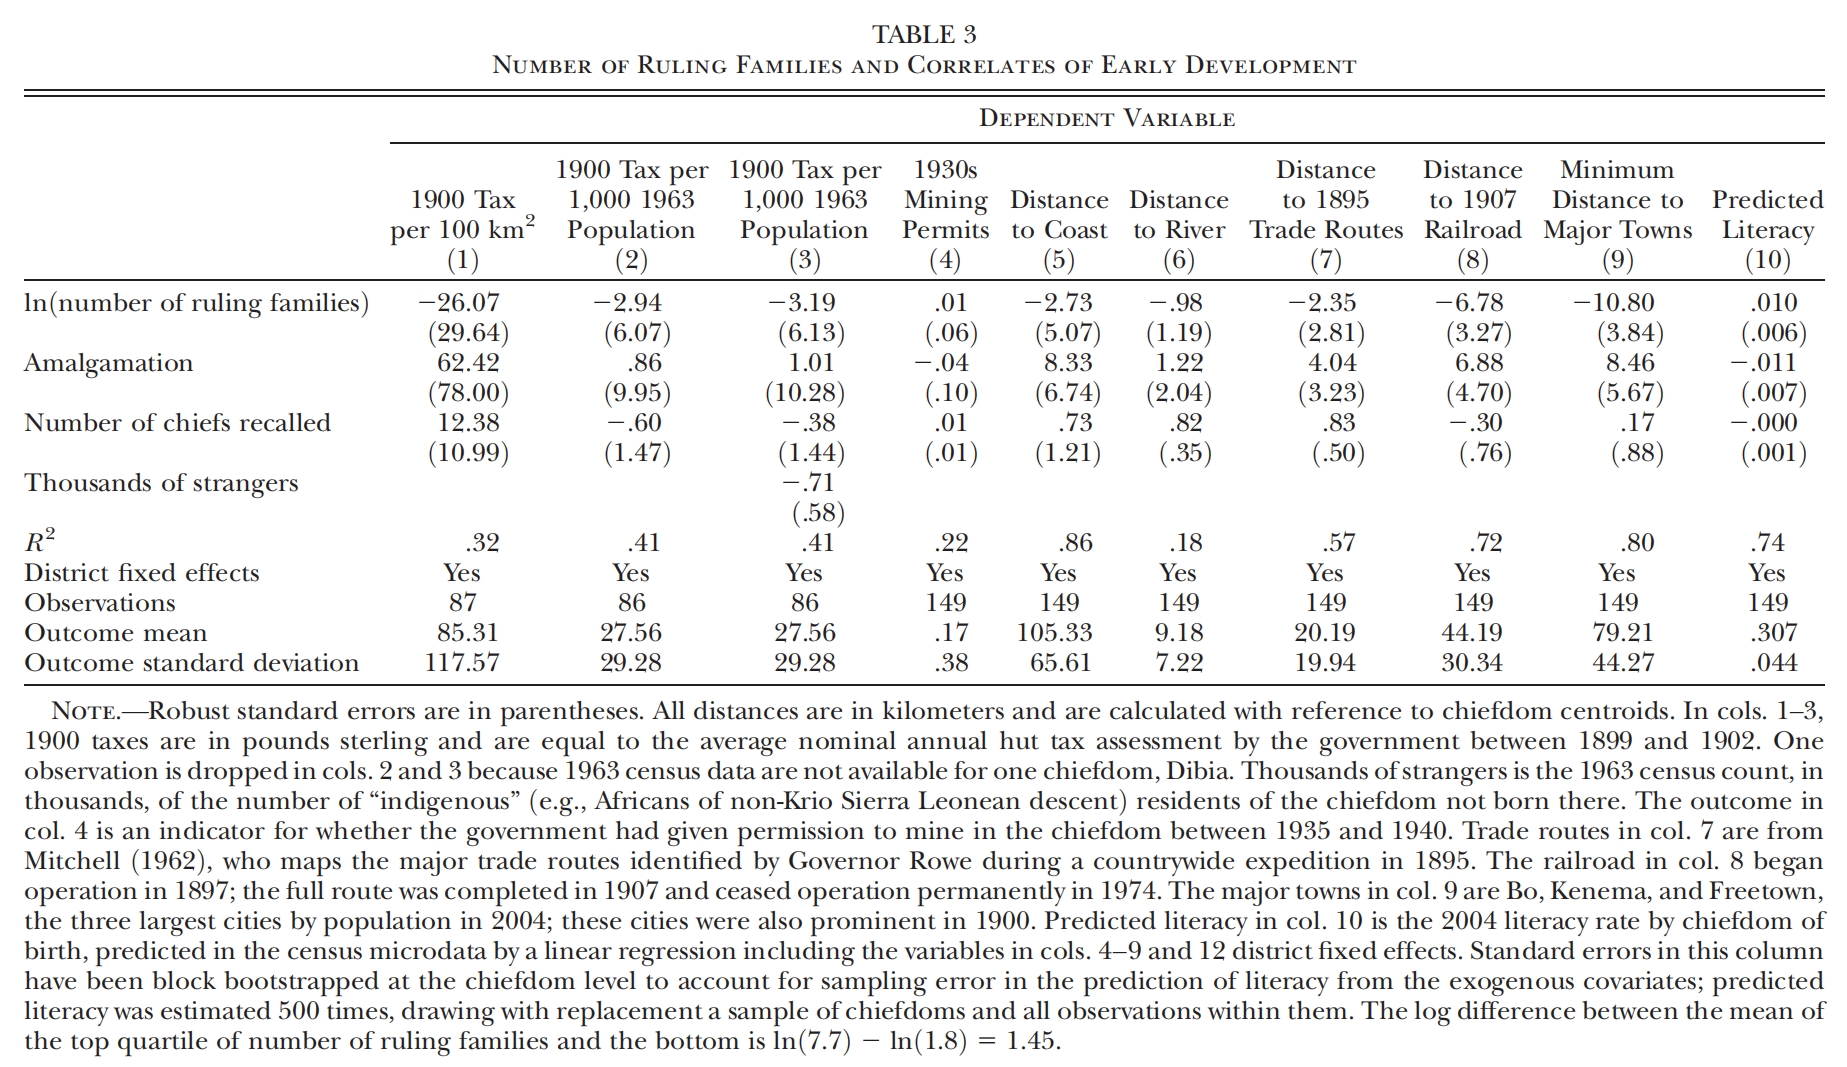 TABLE 3
Number of Ruling Families and Correlates of Early Development
Dependent Variable
1900 Tax per 1900 Tax per 1930s Distance Distance Minimum
1900 Tax 1,000 1963 1,000 1963 Mining Distance Distance to 1895 to 1907 Distance to Predicted
per 100 km² Population Population Permits to Coast to River Trade Routes Railroad Major Towns Literacy
(1) (2) (3) (4) (5) (6) (7) (8) (9) (10)
ln(number of ruling families) −26.07 −2.94 −3.19 .01 −2.73 −.98 −2.35 −6.78 −10.80 .010
(29.64) (6.07) (6.13) (.06) (5.07) (1.19) (2.81) (3.27) (3.84) (.006)
Amalgamation 62.42 .86 1.01 −.04 8.33 1.22 4.04 6.88 8.46 −.011
(78.00) (9.95) (10.28) (.10) (6.74) (2.04) (3.23) (4.70) (5.67) (.007)
Number of chiefs recalled 12.38 −.60 −.38 .01 .73 .82 .83 −.30 .17 −.000
(10.99) (1.47) (1.44) (.01) (1.21) (.35) (.50) (.76) (.88) (.001)
Thousands of strangers −.71
(.58)
R² .32 .41 .41 .22 .86 .18 .57 .72 .80 .74
District fixed effects Yes Yes Yes Yes Yes Yes Yes Yes Yes Yes
Observations 87 86 86 149 149 149 149 149 149 149
Outcome mean 85.31 27.56 27.56 .17 105.33 9.18 20.19 44.19 79.21 .307
Outcome standard deviation 117.57 29.28 29.28 .38 65.61 7.22 19.94 30.34 44.27 .044
Note.—Robust standard errors are in parentheses. All distances are in kilometers and are calculated with reference to chiefdom centroids. In cols. 1–3,
1900 taxes are in pounds sterling and are equal to the average nominal annual hut tax assessment by the government between 1899 and 1902. One
observation is dropped in cols. 2 and 3 because 1963 census data are not available for one chiefdom, Dibia. Thousands of strangers is the 1963 census count, in
thousands, of the number of “indigenous” (e.g., Africans of non-Krio Sierra Leonean descent) residents of the chiefdom not born there. The outcome in
col. 4 is an indicator for whether the government had given permission to mine in the chiefdom between 1935 and 1940. Trade routes in col. 7 are from
Mitchell (1962), who maps the major trade routes identified by Governor Rowe during a countrywide expedition in 1895. The railroad in col. 8 began
operation in 1897; the full route was completed in 1907 and ceased operation permanently in 1974. The major towns in col. 9 are Bo, Kenema, and Freetown,
the three largest cities by population in 2004; these cities were also prominent in 1900. Predicted literacy in col. 10 is the 2004 literacy rate by chiefdom of
birth, predicted in the census microdata by a linear regression including the variables in cols. 4–9 and 12 district fixed effects. Standard errors in this column
have been block bootstrapped at the chiefdom level to account for sampling error in the prediction of literacy from the exogenous covariates; predicted
literacy was estimated 500 times, drawing with replacement a sample of chiefdoms and all observations within them. The log difference between the mean of
the top quartile of number of ruling families and the bottom is ln(7.7) − ln(1.8) = 1.45.